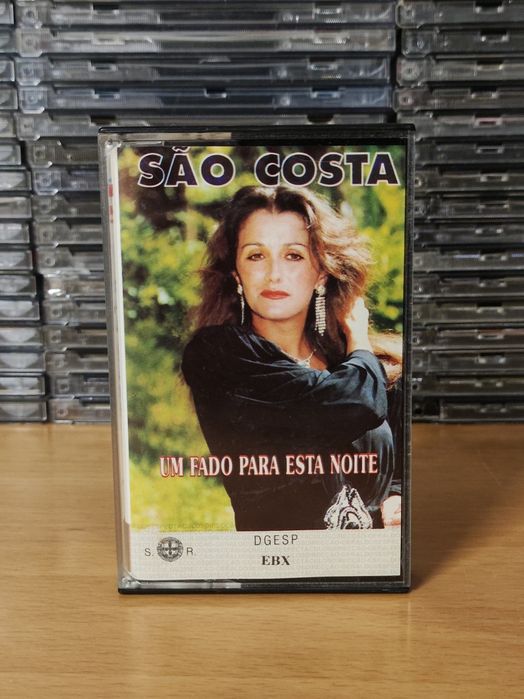 SÃO COSTA
UM FADO PARA ESTA NOITE
DGESP
S. R.
EBX